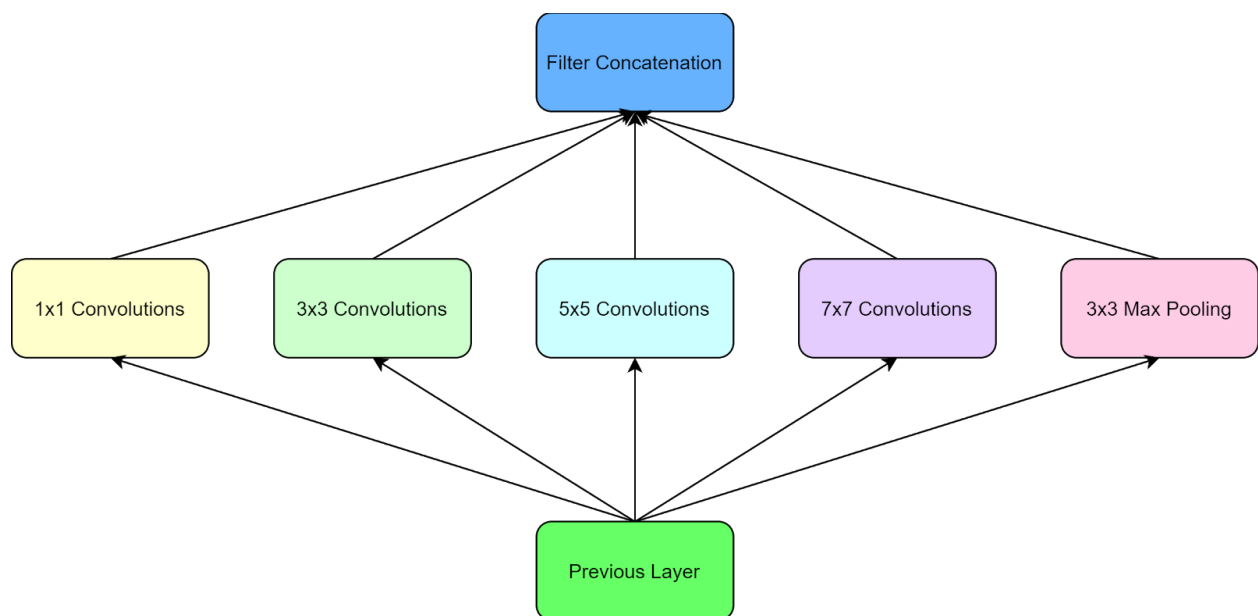 Filter Concatenation
1x1 Convolutions
3x3 Convolutions
5x5 Convolutions
7x7 Convolutions
3x3 Max Pooling
Previous Layer